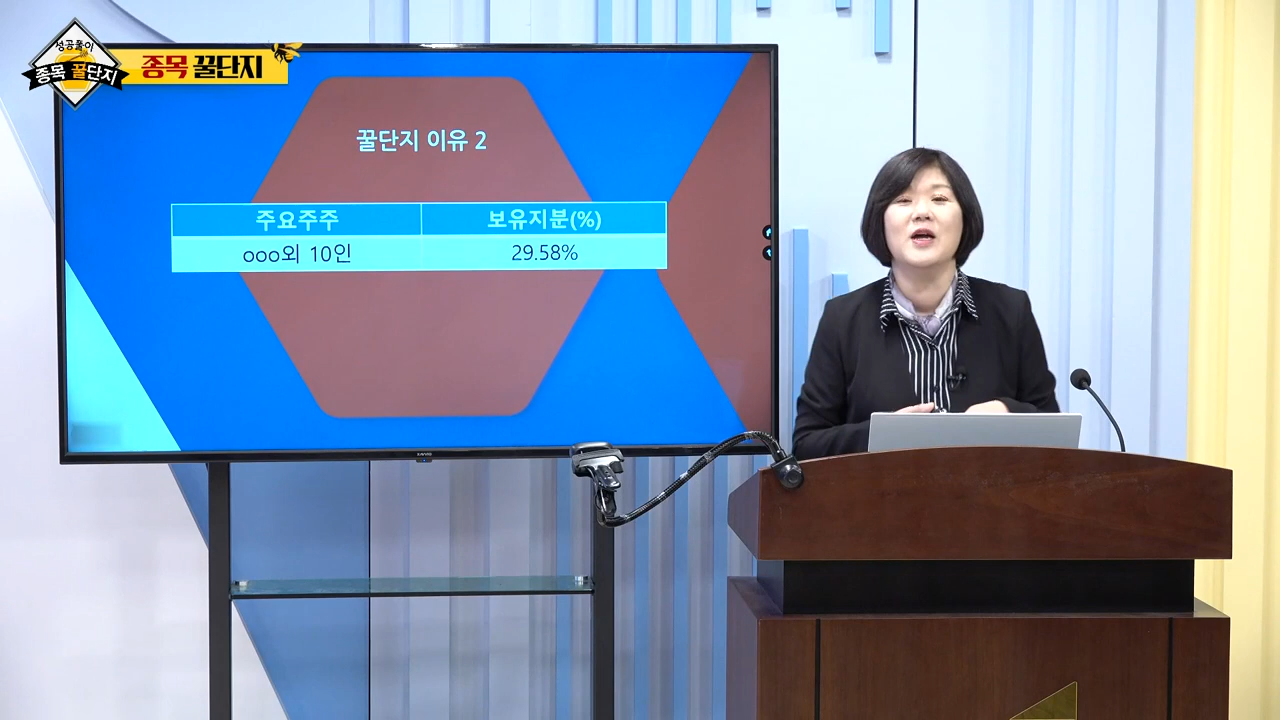 성공풀이
종목 꿀단지
종목 꿀단지
꿀단지 이유 2
주요주주 보유지분(%)
ooo외 10인 29.58%